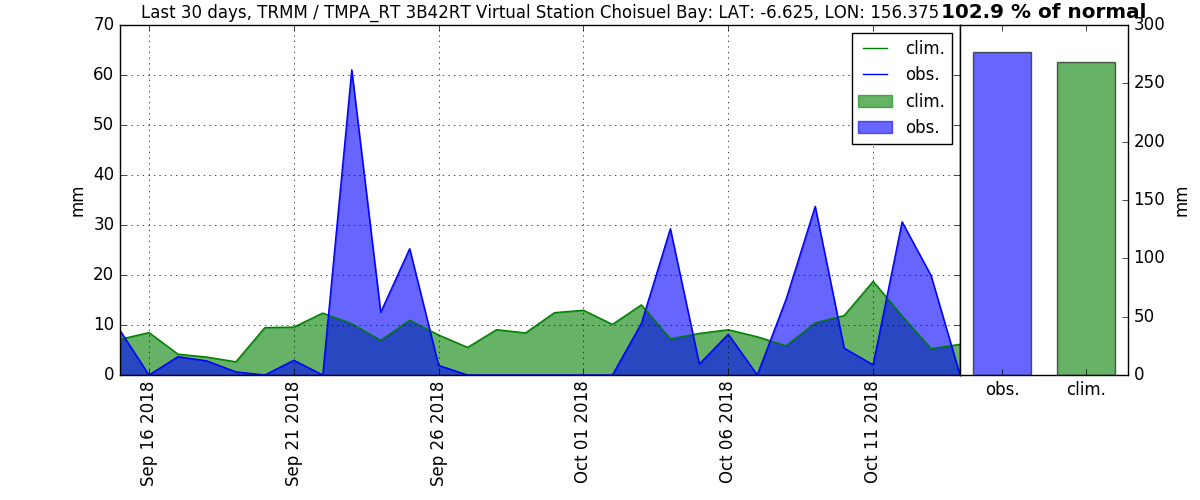 Last 30 days, TRMM / TMPA_RT 3B42RT Virtual Station Choisuel Bay: LAT: -6.625, LON: 156.375
102.9 % of normal
70
60
50
40
30
20
10
0
mm
clim.
obs.
clim.
obs.
Sep 16 2018
Sep 21 2018
Sep 26 2018
Oct 01 2018
Oct 06 2018
Oct 11 2018
300
250
200
150
100
50
0
mm
obs.
clim.